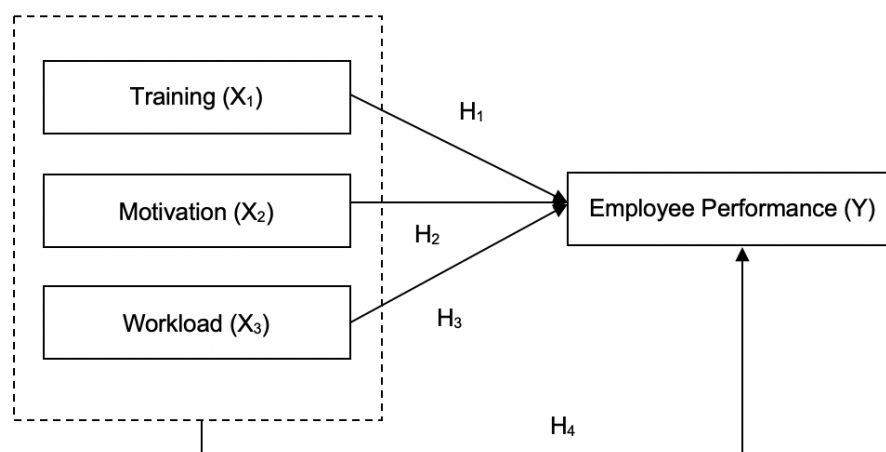 Training (X₁)
H₁
Motivation (X₂)
Employee Performance (Y)
H₂
Workload (X₃)
H₃
H₄